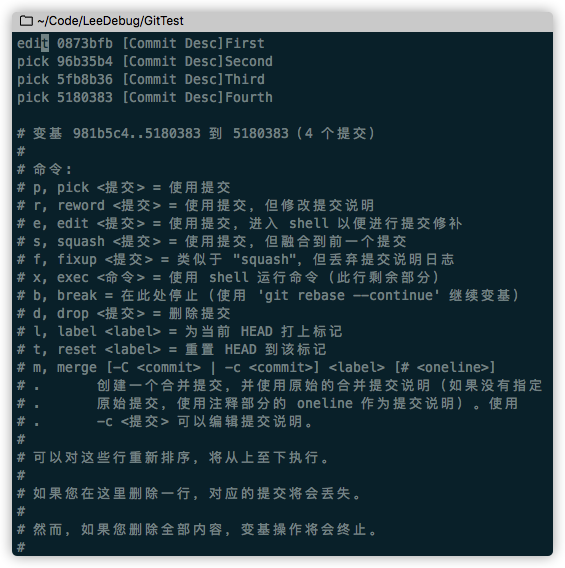 ~/Code/LeeDebug/GitTest
edit 0873bfb [Commit Desc]First
pick 96b35b4 [Commit Desc]Second
pick 5fb8b36 [Commit Desc]Third
pick 5180383 [Commit Desc]Fourth
# 变基 981b5c4..5180383 到 5180383（4 个提交）
#
# 命令:
# p, pick <提交> = 使用提交
# r, reword <提交> = 使用提交，但修改提交说明
# e, edit <提交> = 使用提交，进入 shell 以便进行提交修补
# s, squash <提交> = 使用提交，但融合到前一个提交
# f, fixup <提交> = 类似于 "squash"，但丢弃提交说明日志
# x, exec <命令> = 使用 shell 运行命令（此行剩余部分）
# b, break = 在此处停止（使用 'git rebase --continue' 继续变基）
# d, drop <提交> = 删除提交
# l, label <label> = 为当前 HEAD 打上标记
# t, reset <label> = 重置 HEAD 到该标记
# m, merge [-C <commit> | -c <commit>] <label> [# <oneline>]
# .       创建一个合并提交，并使用原始的合并提交说明（如果没有指定
# .       原始提交，使用注释部分的 oneline 作为提交说明）。使用
# .       -c <提交> 可以编辑提交说明。
#
# 可以对这些行重新排序，将从上至下执行。
#
# 如果您在这里删除一行，对应的提交将会丢失。
#
# 然而，如果您删除全部内容，变基操作将会终止。
#